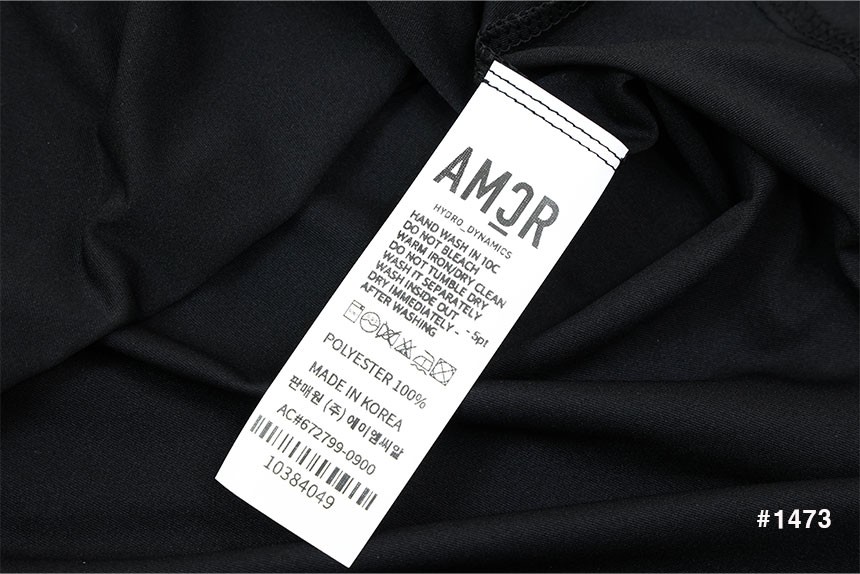 AMOR
HYDRO_DYNAMICS
HAND WASH IN 10C
DO NOT BLEACH
WARM IRON/DRY CLEAN
DO NOT TUMBLE DRY
WASH IT SEPARATELY
WASH INSIDE OUT
DRY IMMEDIATELY - - 5pt
AFTER WASHING
POLYESTER 100%
MADE IN KOREA
판매원 (주) 에이엠씨알
AC#672799-0900
10384049
#1473